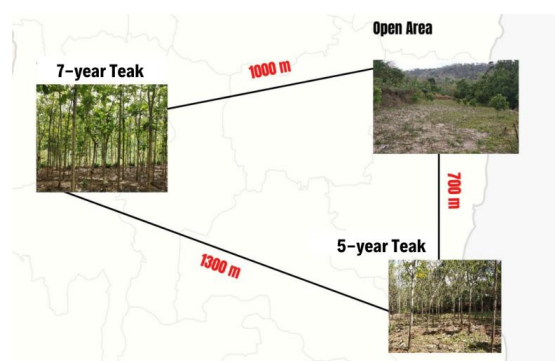 Open Area
7-year Teak
1000 m
700 m
5-year Teak
1300 m